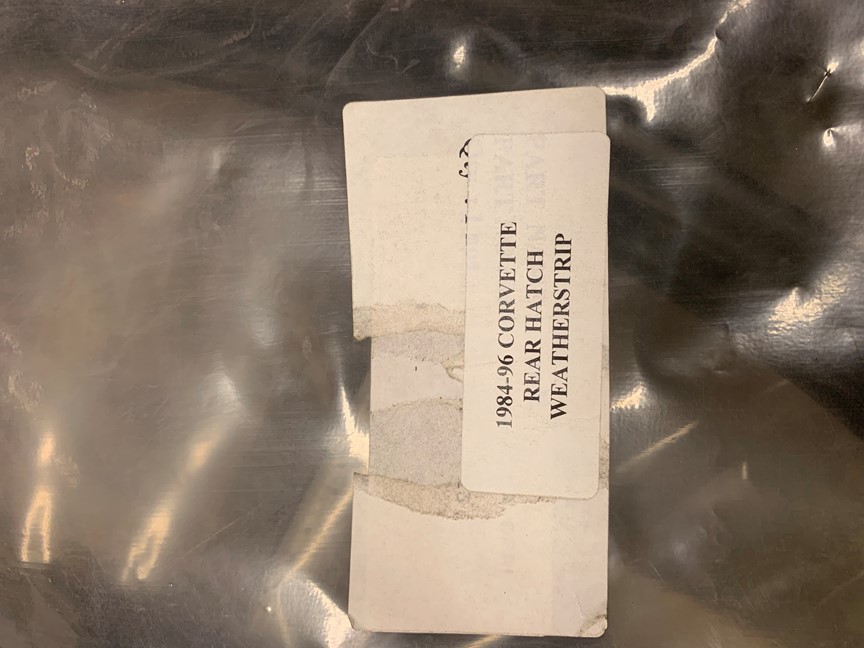 1984-96 CORVETTE
REAR HATCH
WEATHERSTRIP